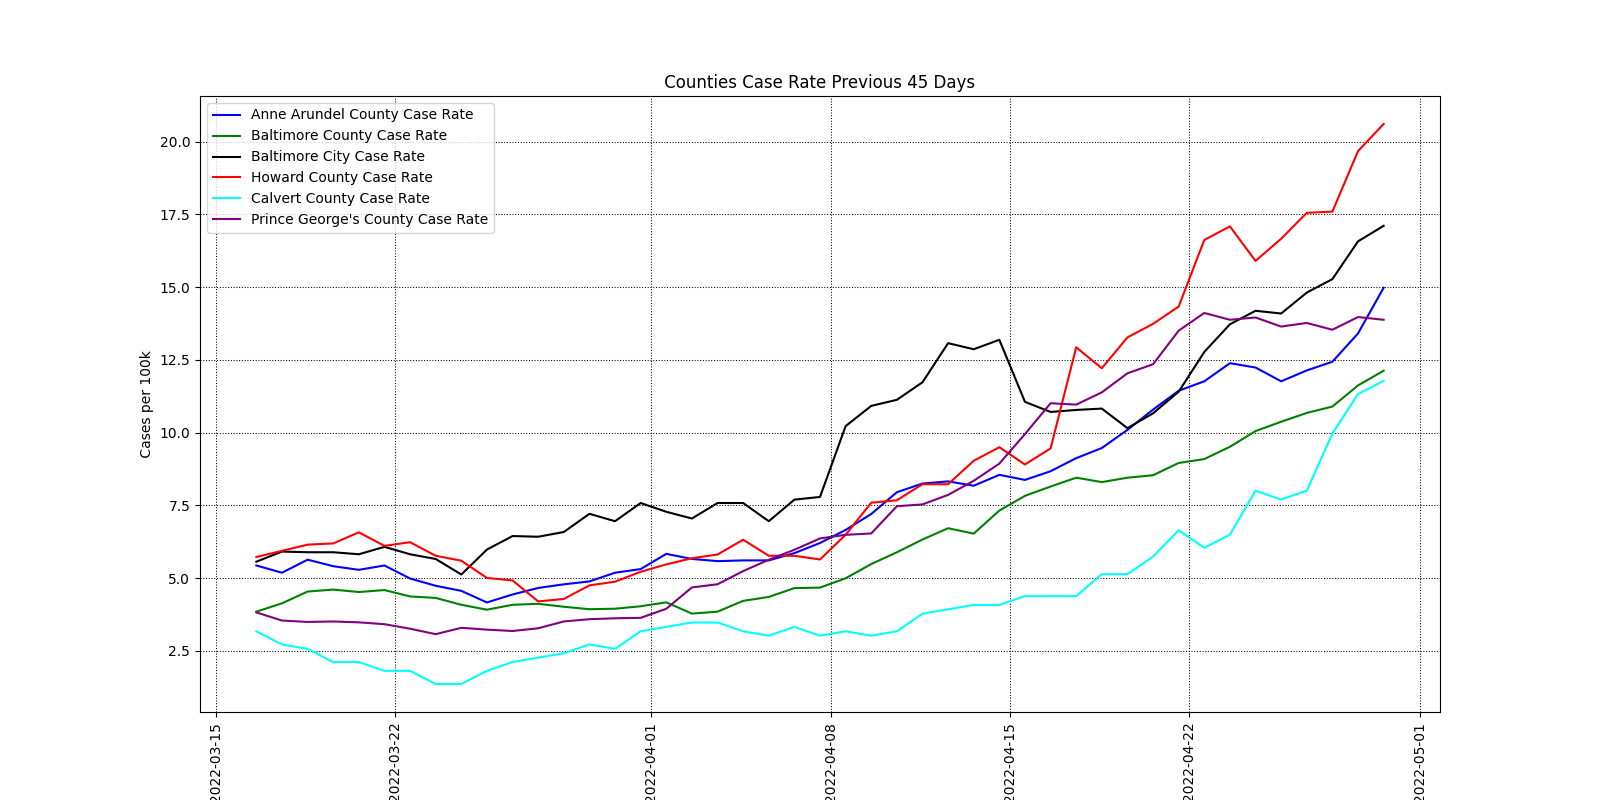 Counties Case Rate Previous 45 Days
Anne Arundel County Case Rate
Baltimore County Case Rate
Baltimore City Case Rate
Howard County Case Rate
Calvert County Case Rate
Prince George's County Case Rate
20.0
17.5
15.0
12.5
10.0
7.5
5.0
2.5
Cases per 100k
2022-03-15
2022-03-22
2022-04-01
2022-04-08
2022-04-15
2022-04-22
2022-05-01